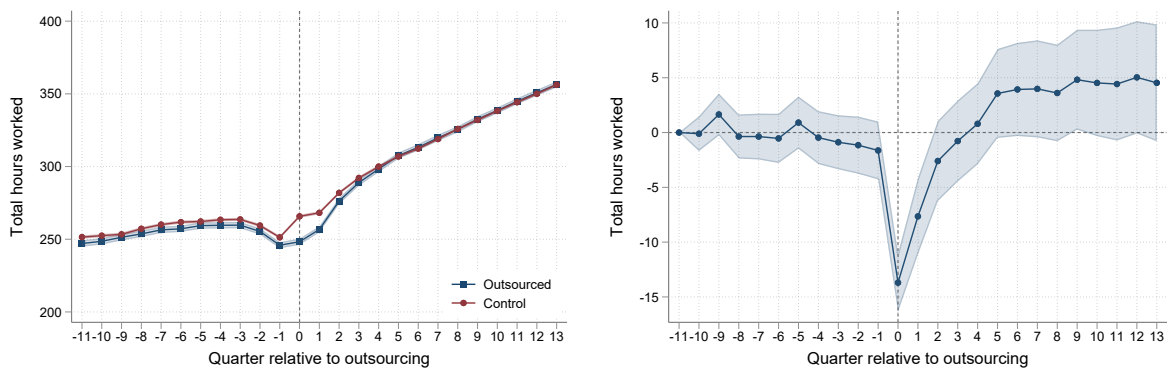 Total hours worked
400
350
300
250
200
-11 -10 -9 -8 -7 -6 -5 -4 -3 -2 -1 0 1 2 3 4 5 6 7 8 9 10 11 12 13
Quarter relative to outsourcing
Outsourced
Control
Total hours worked
10
5
0
-5
-10
-15
-11 -10 -9 -8 -7 -6 -5 -4 -3 -2 -1 0 1 2 3 4 5 6 7 8 9 10 11 12 13
Quarter relative to outsourcing